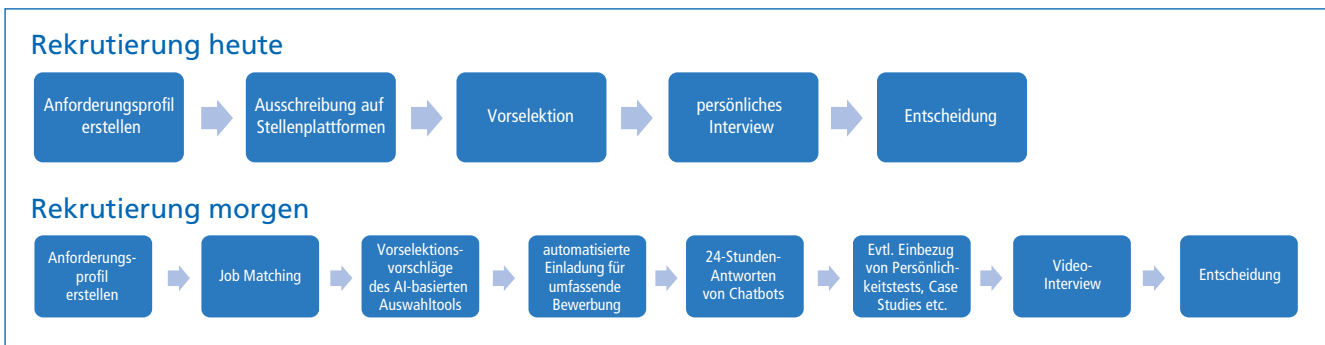 Rekrutierung heute
Anforderungsprofil
erstellen
Ausschreibung auf
Stellenplattformen
Vorselektion
persönliches
Interview
Entscheidung
Rekrutierung morgen
Anforderungs-
profil
erstellen
Job Matching
Vorselektions-
vorschläge
des AI-basierten
Auswahltools
automatisierte
Einladung für
umfassende
Bewerbung
24-Stunden-
Antworten
von Chatbots
Evtl. Einbezug
von Persönlich-
keitstests, Case
Studies etc.
Video-
Interview
Entscheidung